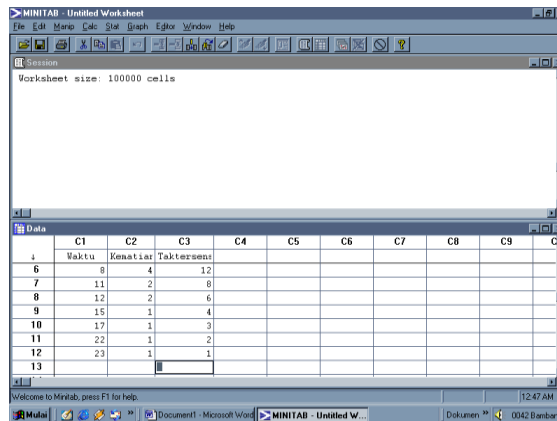 MINITAB - Untitled Worksheet
File Edit Manip Calc Stat Graph Editor Window Help
Session
Worksheet size: 100000 cells
Data
C1 C2 C3 C4 C5 C6 C7 C8 C9 C
↓ Waktu Kematiar Taktersens
6 8 4 12
7 11 2 8
8 12 2 6
9 15 1 4
10 17 1 3
11 22 1 2
12 23 1 1
13
Welcome to Minitab, press F1 for help. 12:47 AM
Mulai » Document1 - Microsoft Word MINITAB - Untitled W... Dokumen » 0042 Bambar